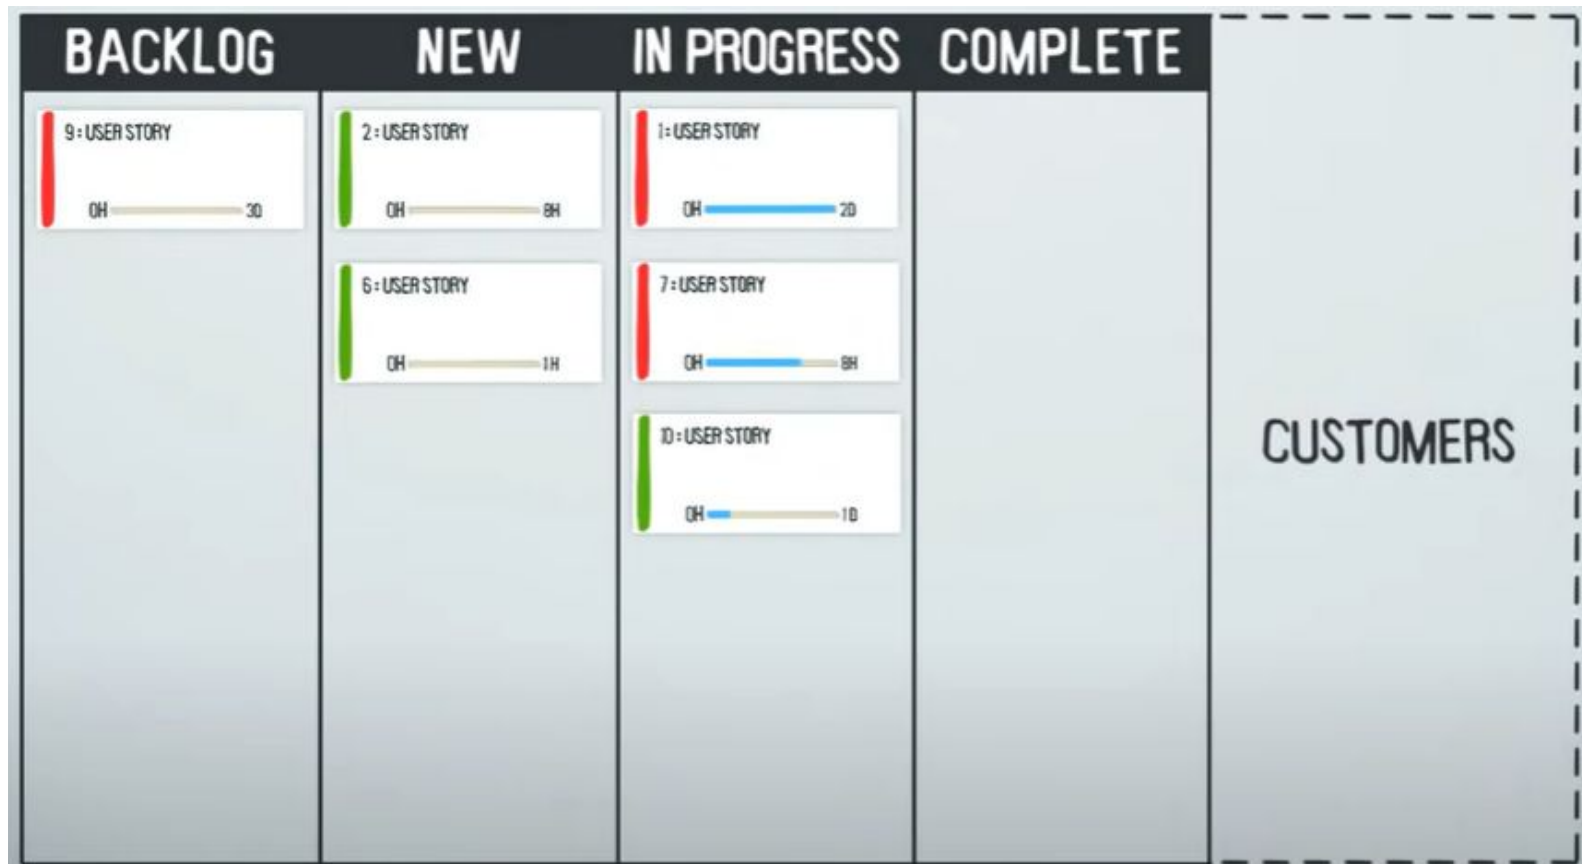 BACKLOG
NEW
IN PROGRESS
COMPLETE
9: USER STORY
0H 3D
2: USER STORY
0H 8H
6: USER STORY
0H 1H
1: USER STORY
0H 2D
7: USER STORY
0H 8H
10: USER STORY
0H 1D
CUSTOMERS